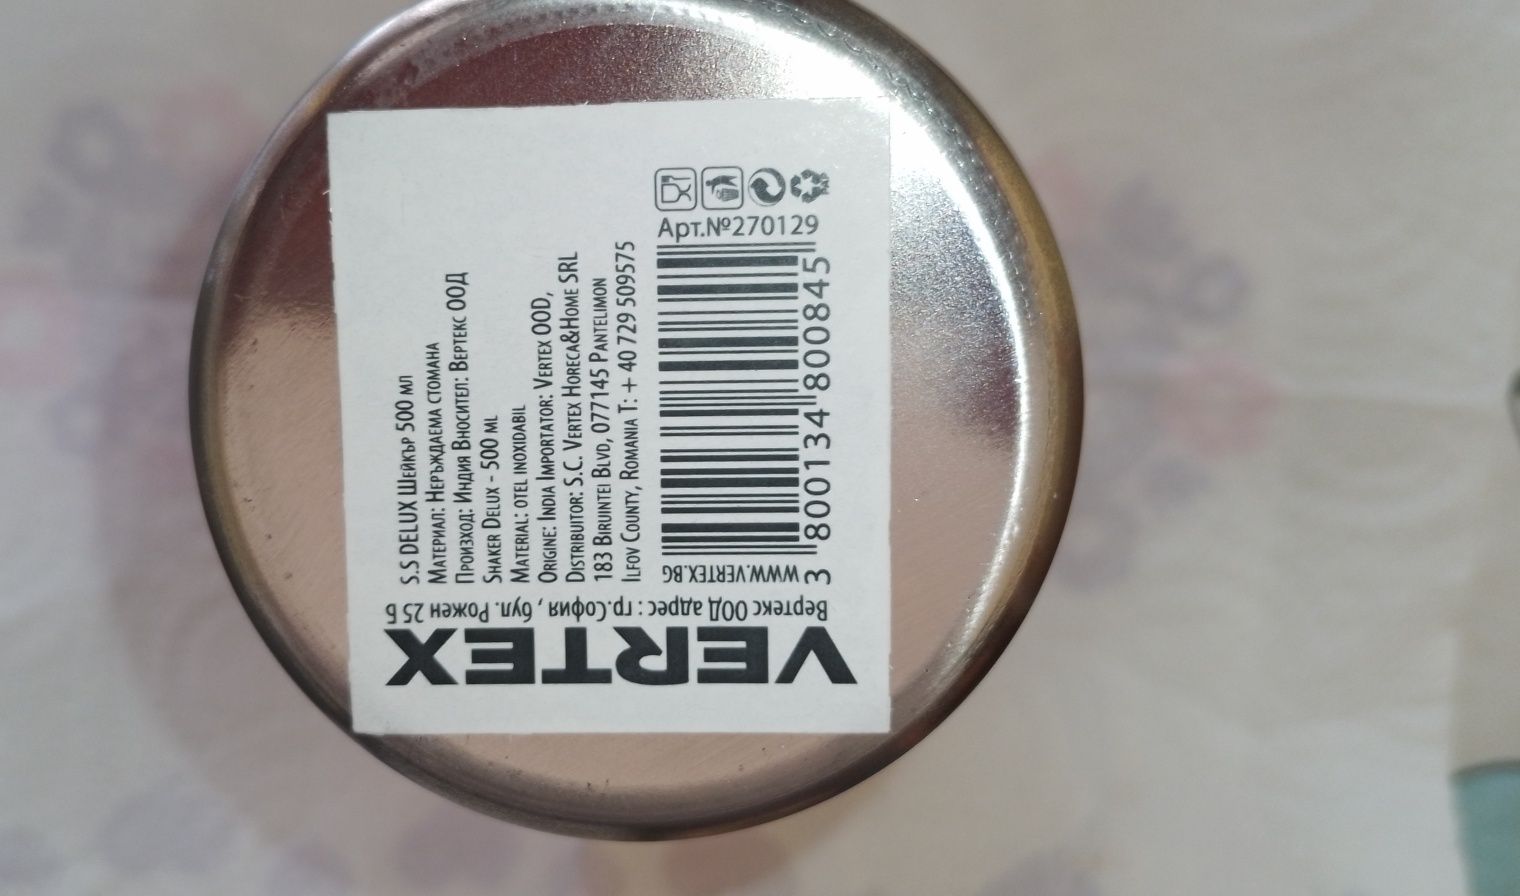 VERTEX
Вертекс ООД адрес : гр.София , бул. Рожен 25 Б
S.S DELUX Шейкър 500 мл
Материал: Неръждаема стомана
Произход: Индия Вносител: Вертекс ООД
Shaker Delux - 500 ml
Material: otel inoxidabil
Origine: India Importator: Vertex OOD,
Distribuitor: S.C. Vertex Horeca&Home SRL
183 Biruintei Blvd, 077145 Pantelimon
Ilfov County, Romania T: + 40 729 509575
www.vertex.bg
3 800134 800845
Арт.№270129
PAP